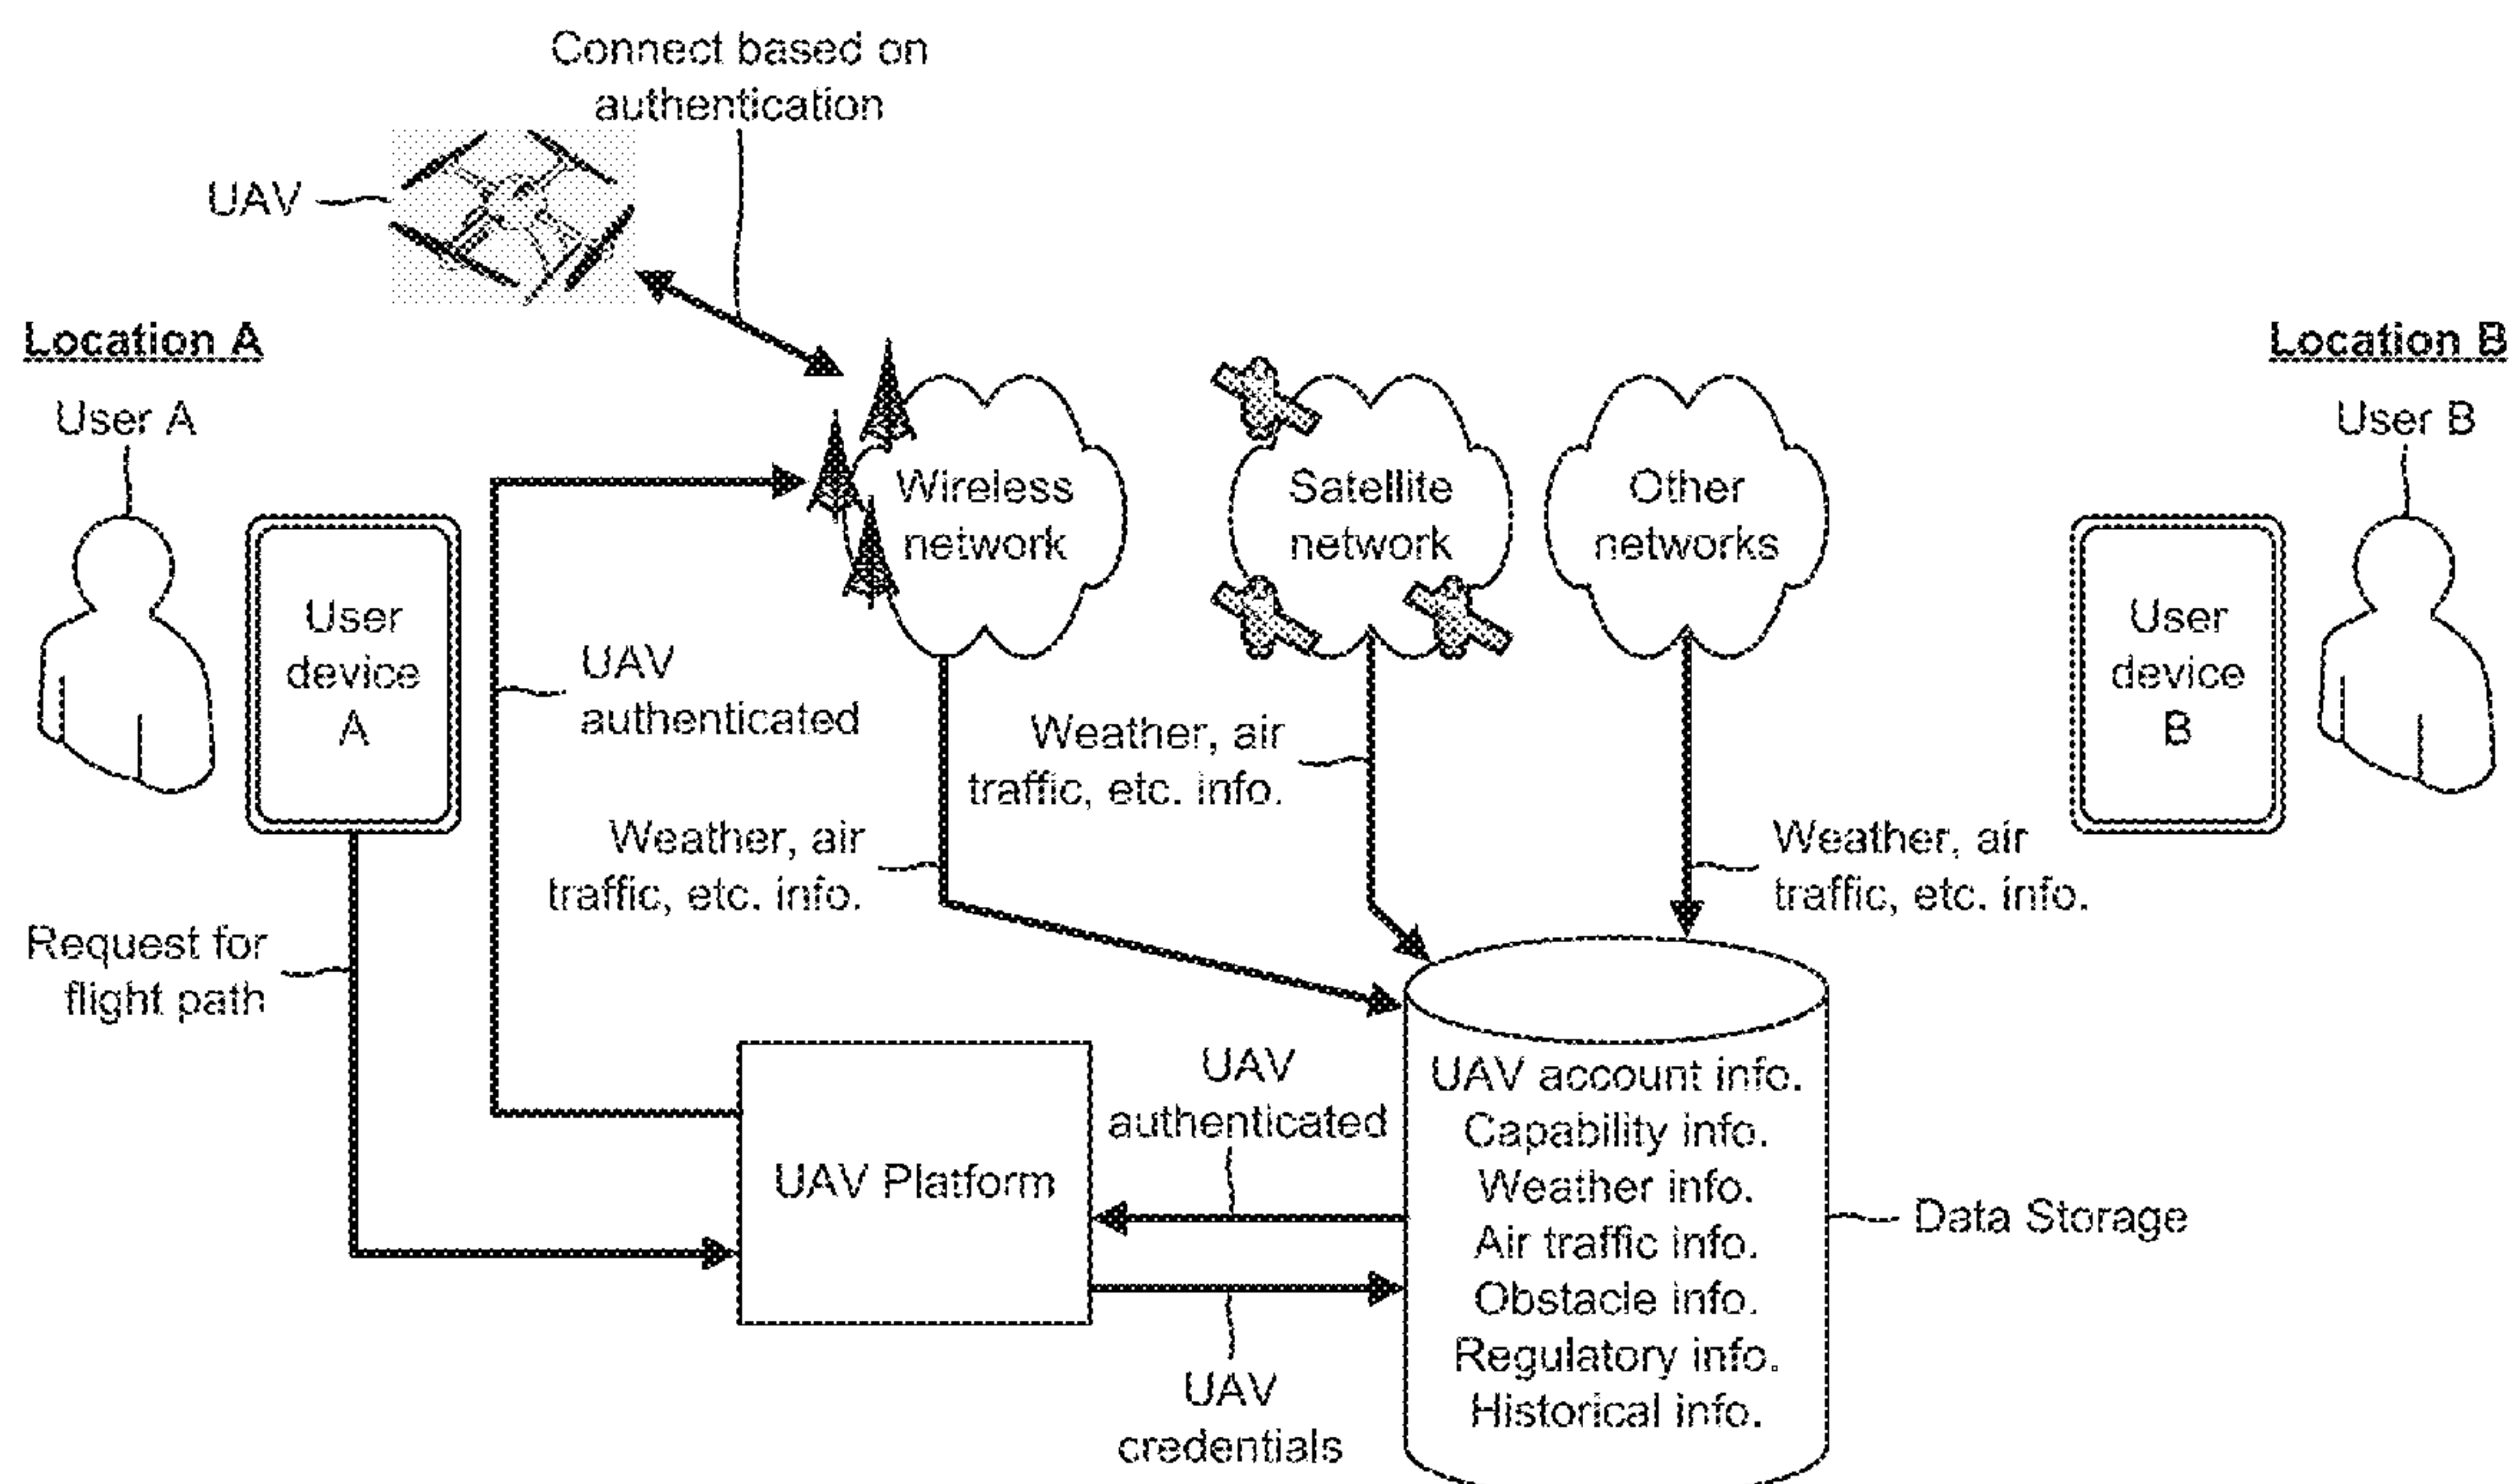 Connect based on
authentication
UAV
Location A
Location B
User A
User B
Wireless
network
Satellite
network
Other
networks
User
device
A
User
device
B
UAV
authenticated
Weather, air
traffic, etc. info.
Weather, air
traffic, etc. info.
Weather, air
traffic, etc. info.
Request for
flight path
UAV Platform
UAV
authenticated
UAV
credentials
UAV account info.
Capability info.
Weather info.
Air traffic info.
Obstacle info.
Regulatory info.
Historical info.
Data Storage